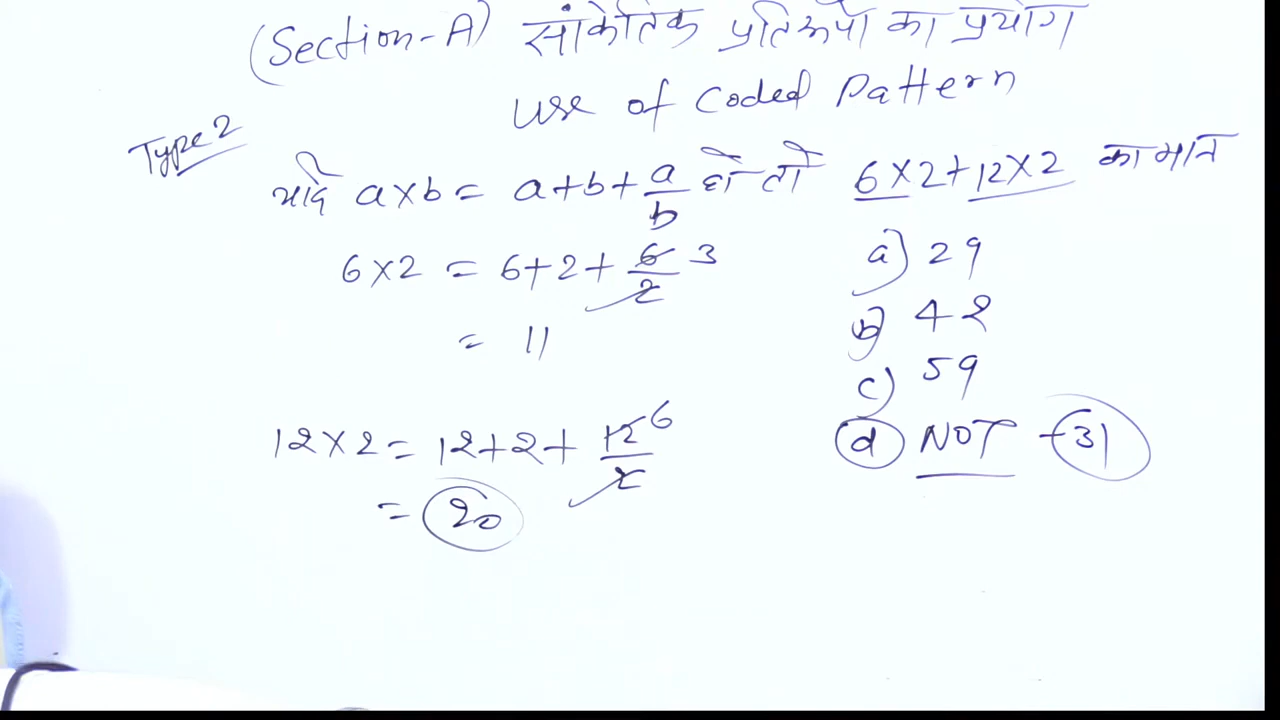 (Section-A) सांकेतिक प्रतिरूपों का प्रयोग
Use of Coded Pattern
Type 2
यदि a×b = a+b+a/b हो तो 6×2+12×2 का मान
6×2 = 6+2+6/2 3
a) 29
= 11
b) 42
c) 59
12×2 = 12+2+12/2 6
d) NOT -31
= 20